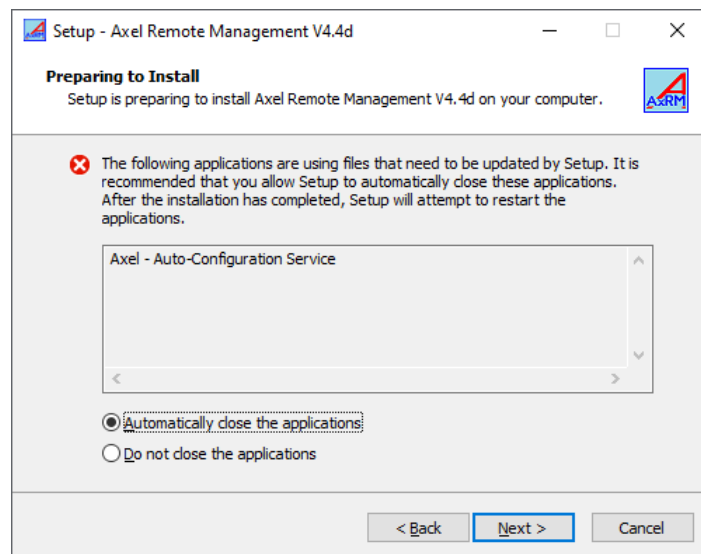 Setup - Axel Remote Management V4.4d
Preparing to Install
Setup is preparing to install Axel Remote Management V4.4d on your computer.
AxRM
The following applications are using files that need to be updated by Setup. It is
recommended that you allow Setup to automatically close these applications.
After the installation has completed, Setup will attempt to restart the
applications.
Axel - Auto-Configuration Service
Automatically close the applications
Do not close the applications
< Back
Next >
Cancel